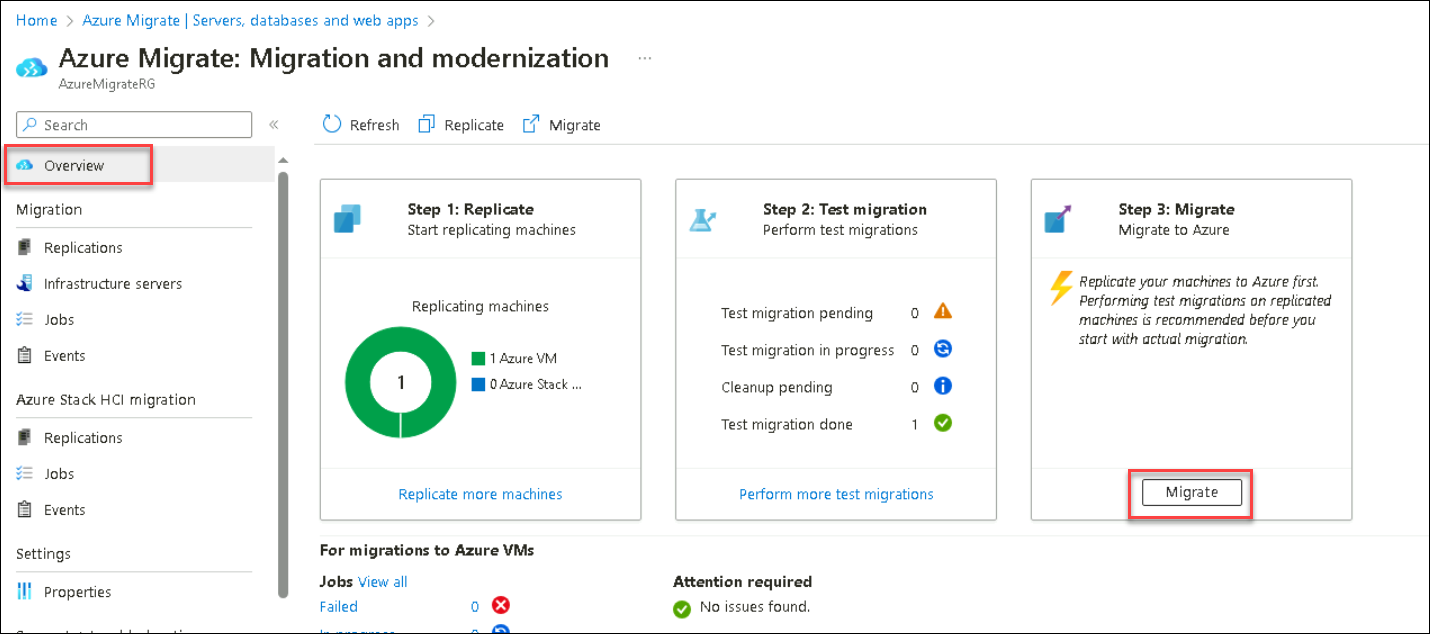 Home > Azure Migrate | Servers, databases and web apps >
Azure Migrate: Migration and modernization ...
AzureMigrateRG
Search
«
Refresh
Replicate
Migrate
Overview
Migration
Replications
Infrastructure servers
Jobs
Events
Azure Stack HCI migration
Replications
Jobs
Events
Settings
Properties
Step 1: Replicate
Start replicating machines
Replicating machines
1
1 Azure VM
0 Azure Stack ...
Replicate more machines
Step 2: Test migration
Perform test migrations
Test migration pending 0
Test migration in progress 0
Cleanup pending 0
Test migration done 1
Perform more test migrations
Step 3: Migrate
Migrate to Azure
Replicate your machines to Azure first.
Performing test migrations on replicated
machines is recommended before you
start with actual migration.
Migrate
For migrations to Azure VMs
Jobs View all
Failed 0
In progress 0
Attention required
No issues found.